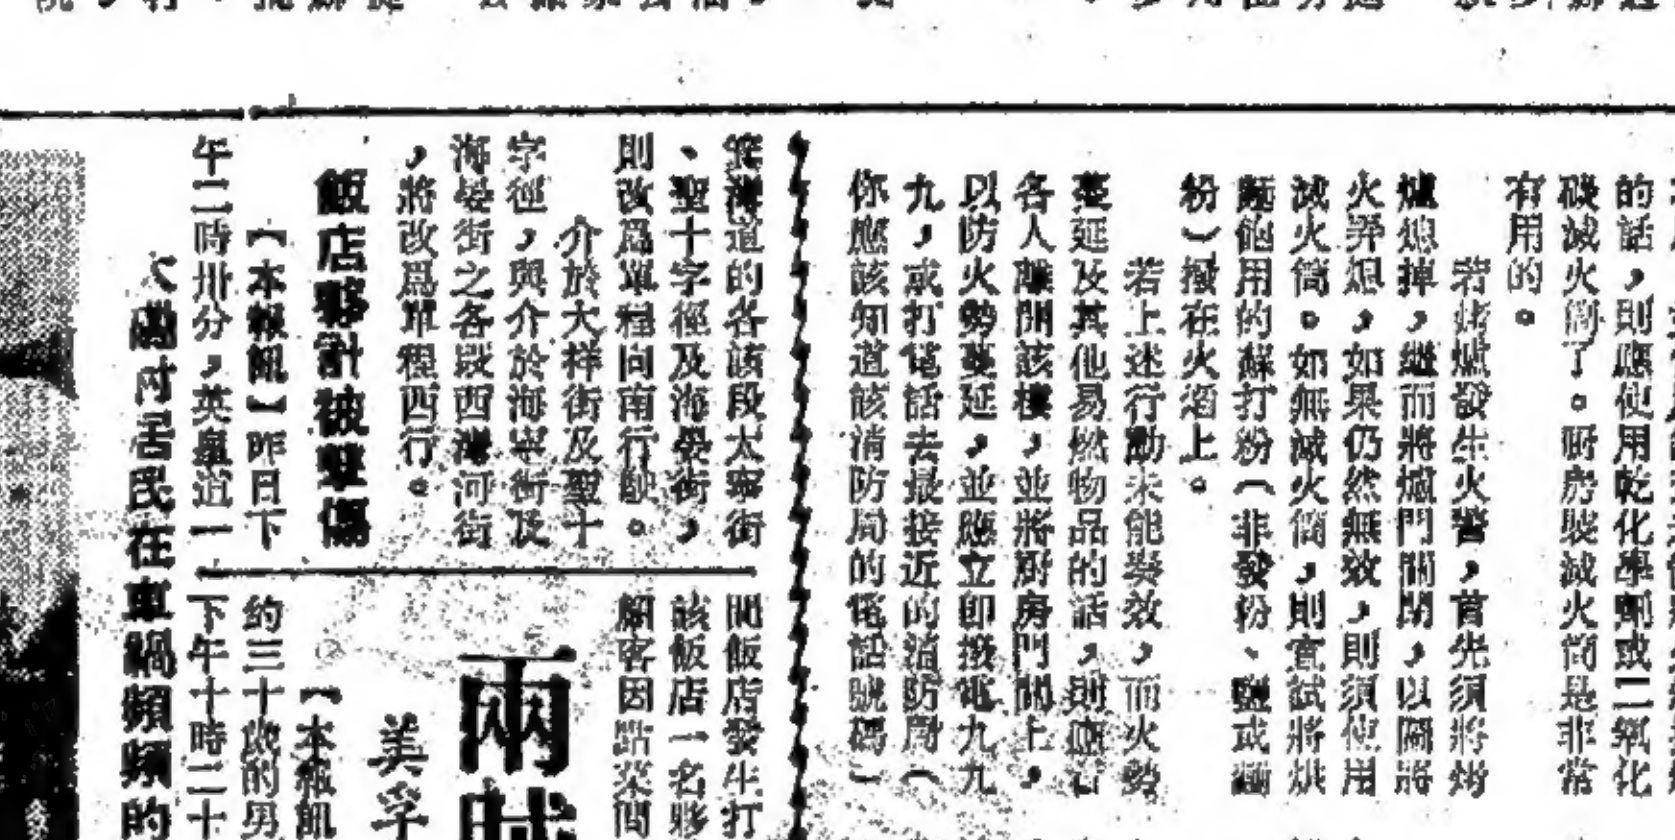 的話，則應使用乾化學劑或二氧化
碳滅火筒了。厨房裝滅火筒是非常
有用的。
若烤爐發生火警，首先須將烤
爐熄掉，繼而將爐門關閉，以圖將
火弄熄，如果仍然無效，則須使用
滅火筒。如無滅火筒，則宜試將烘
麵飽用的蘇打粉（非發粉、鹽或麵
粉）撥在火焰上。
若上述行動未能奏效，而火勢
蔓延及其他易燃物品的話，則應
各人離開該樓，並將厨房門關上，
以防火勢蔓延，並應立即撥電九九
九，或打電話去最接近的消防局（
你應該知道該消防局的電話號碼）
筲灣道的各該段太寧街
、聖十字徑及海晏街，
則改爲單程向南行駛。
介於大祥街及聖十
字徑，與介於海寧街及
海晏街之各段西灣河街
，將改爲單程西行。
飯店夥計被擊傷
【本報訊】昨日下
午二時卅分，英皇道一
間飯店發生打
該飯店一名夥
顧客因點菜問
兩賊
美孚
【本報訊
約三十歲的男
下午十時二十
居民在車禍頻頻的